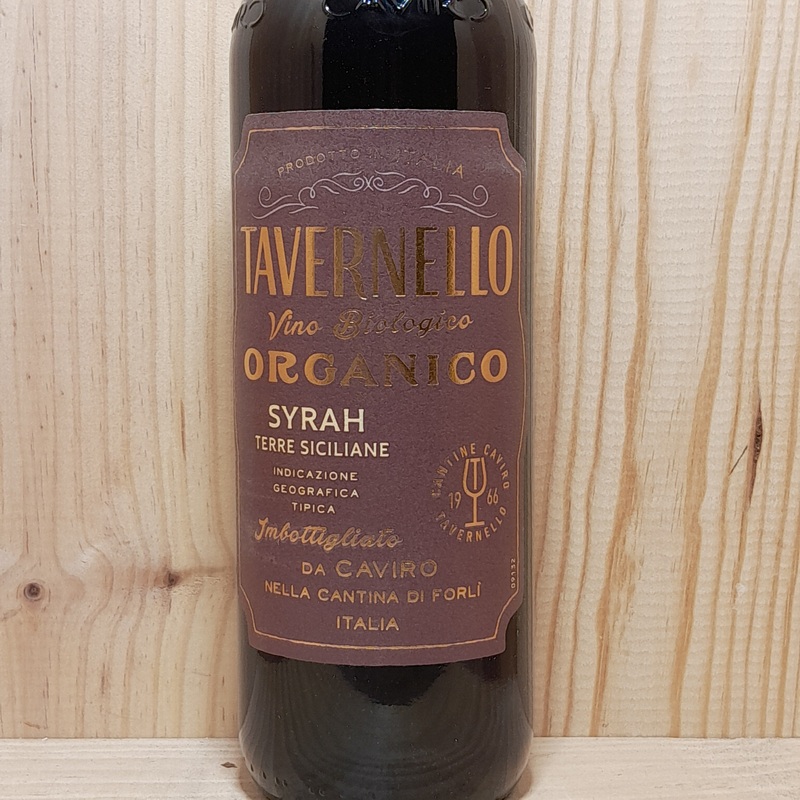 CAVIRO
PRODOTTO IN ITALIA
TAVERNELLO
Vino Biologico
ORGANICO
SYRAH
TERRE SICILIANE
INDICAZIONE
GEOGRAFICA
TIPICA
CANTINE CAVIRO
19 66
TAVERNELLO
Imbottigliato
DA CAVIRO
NELLA CANTINA DI FORLÌ
ITALIA